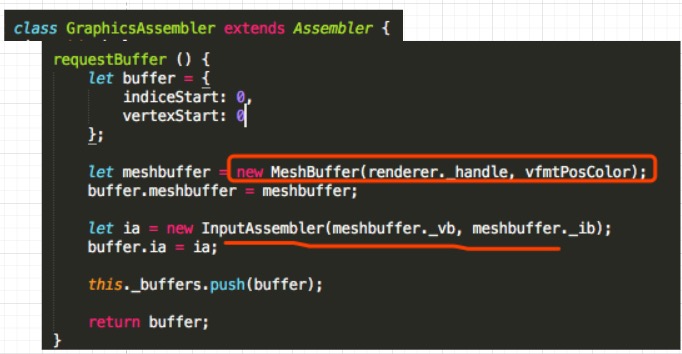 class GraphicsAssembler extends Assembler {
requestBuffer () {
let buffer = {
indiceStart: 0,
vertexStart: 0
};
let meshbuffer = new MeshBuffer(renderer._handle, vfmtPosColor);
buffer.meshbuffer = meshbuffer;
let ia = new InputAssembler(meshbuffer._vb, meshbuffer._ib);
buffer.ia = ia;
this._buffers.push(buffer);
return buffer;
}